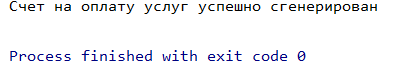 Счет на оплату услуг успешно сгенерирован
Process finished with exit code 0